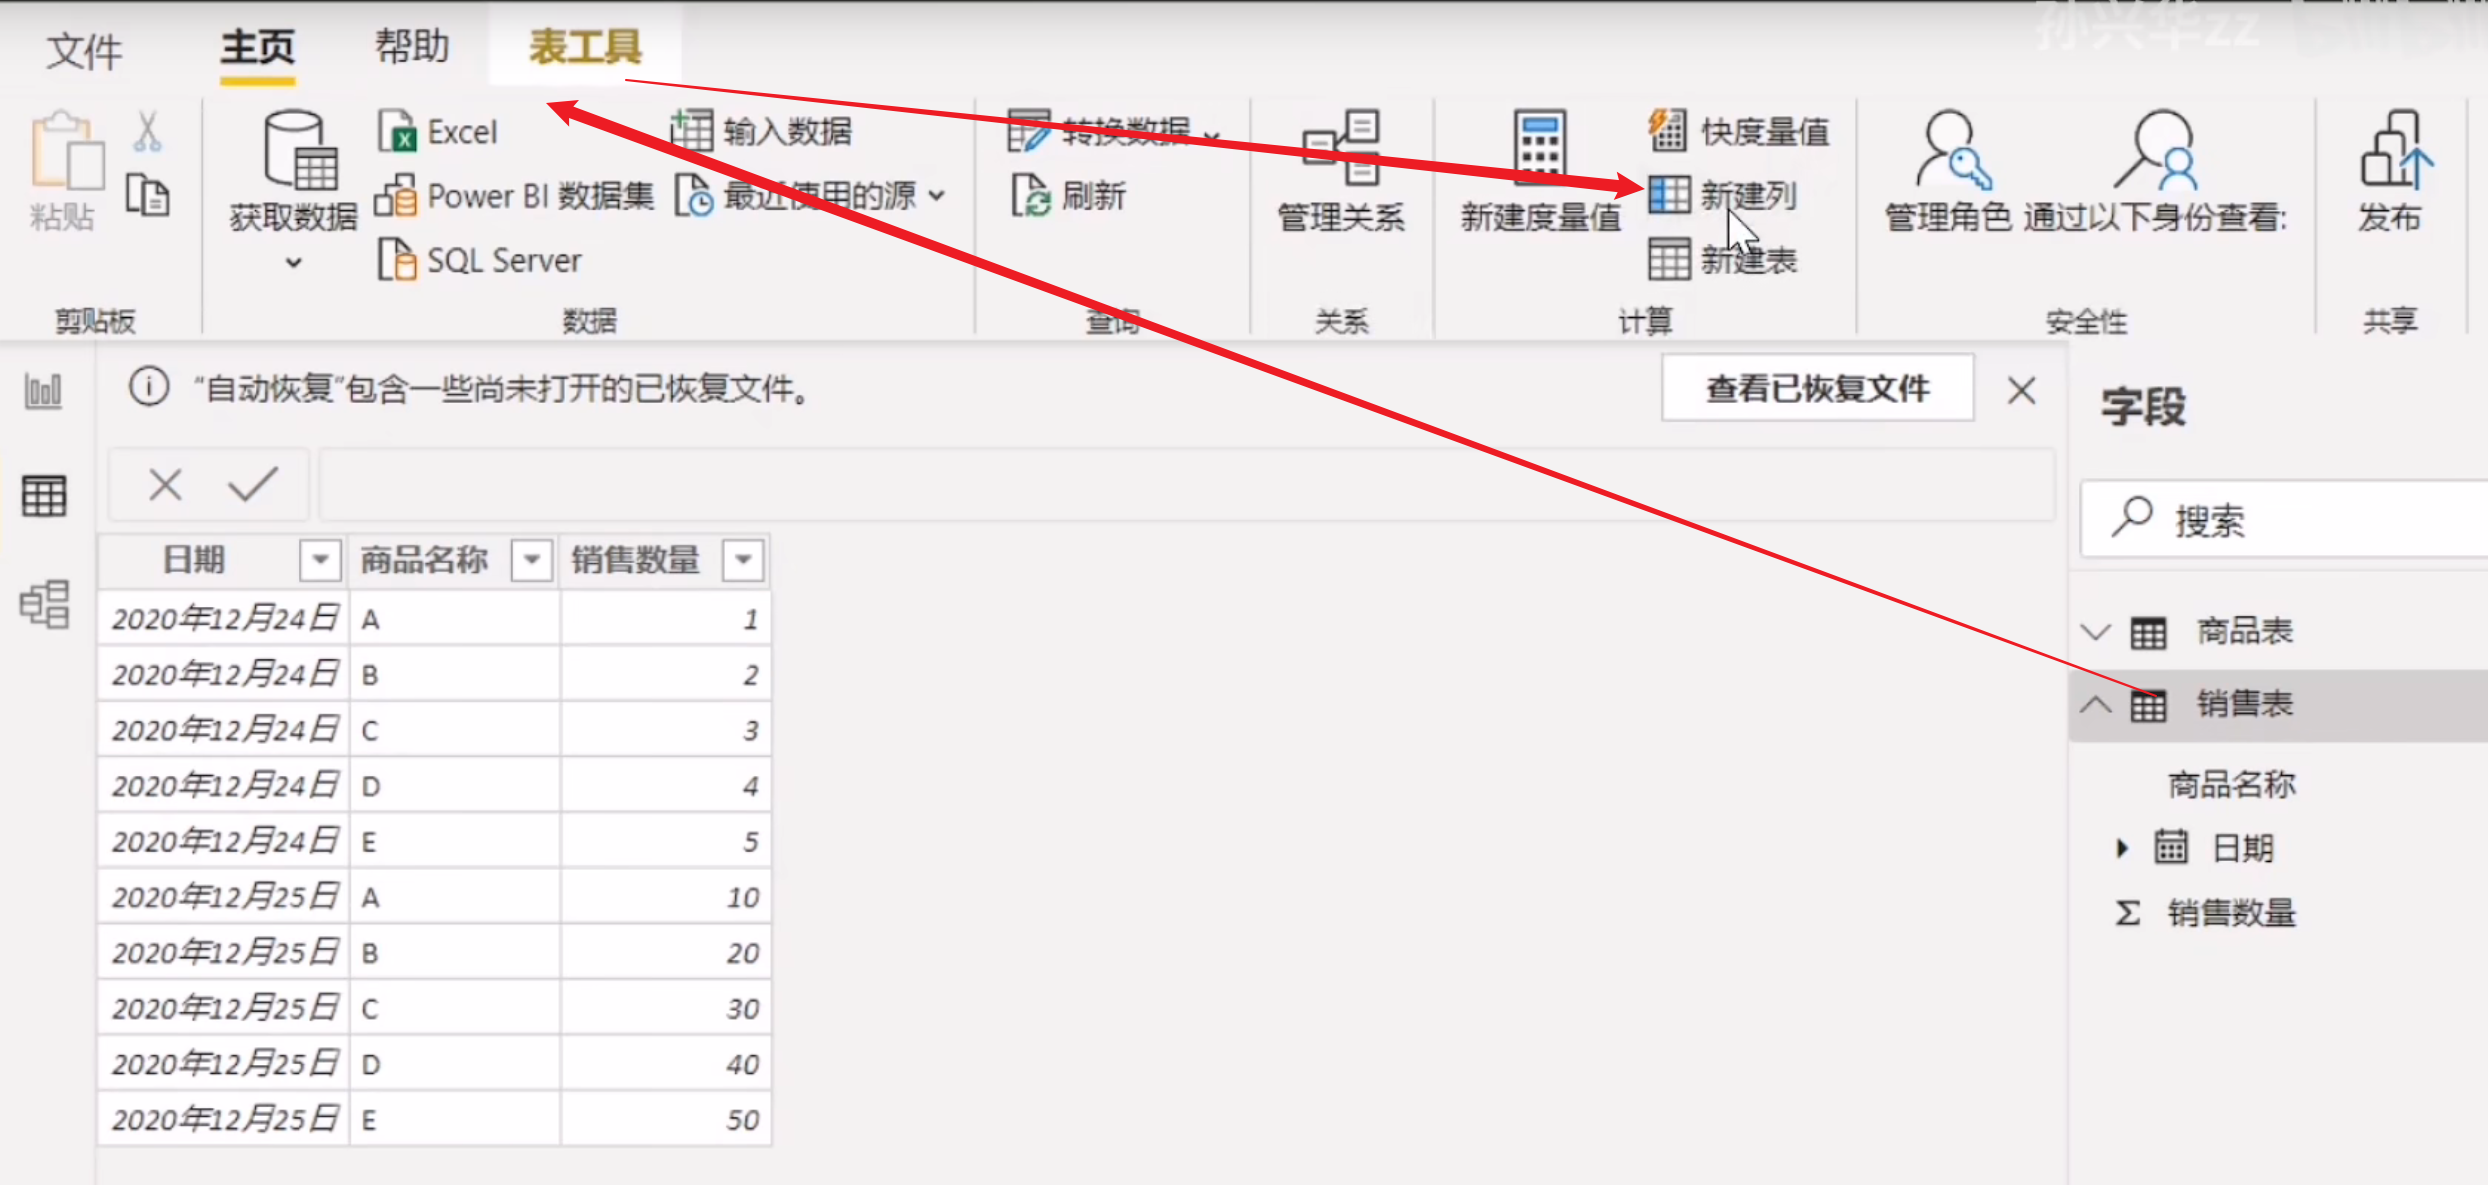 孙兴华zz
文件 主页 帮助 表工具
粘贴
剪贴板
获取数据
Excel
Power BI 数据集
SQL Server
输入数据
最近使用的源
数据
转换数据
刷新
查询
管理关系
关系
新建度量值
快度量值
新建列
新建表
计算
管理角色 通过以下身份查看:
安全性
发布
共享
“自动恢复”包含一些尚未打开的已恢复文件。
查看已恢复文件
日期 商品名称 销售数量
2020年12月24日 A 1
2020年12月24日 B 2
2020年12月24日 C 3
2020年12月24日 D 4
2020年12月24日 E 5
2020年12月25日 A 10
2020年12月25日 B 20
2020年12月25日 C 30
2020年12月25日 D 40
2020年12月25日 E 50
字段
搜索
商品表
销售表
商品名称
日期
Σ 销售数量